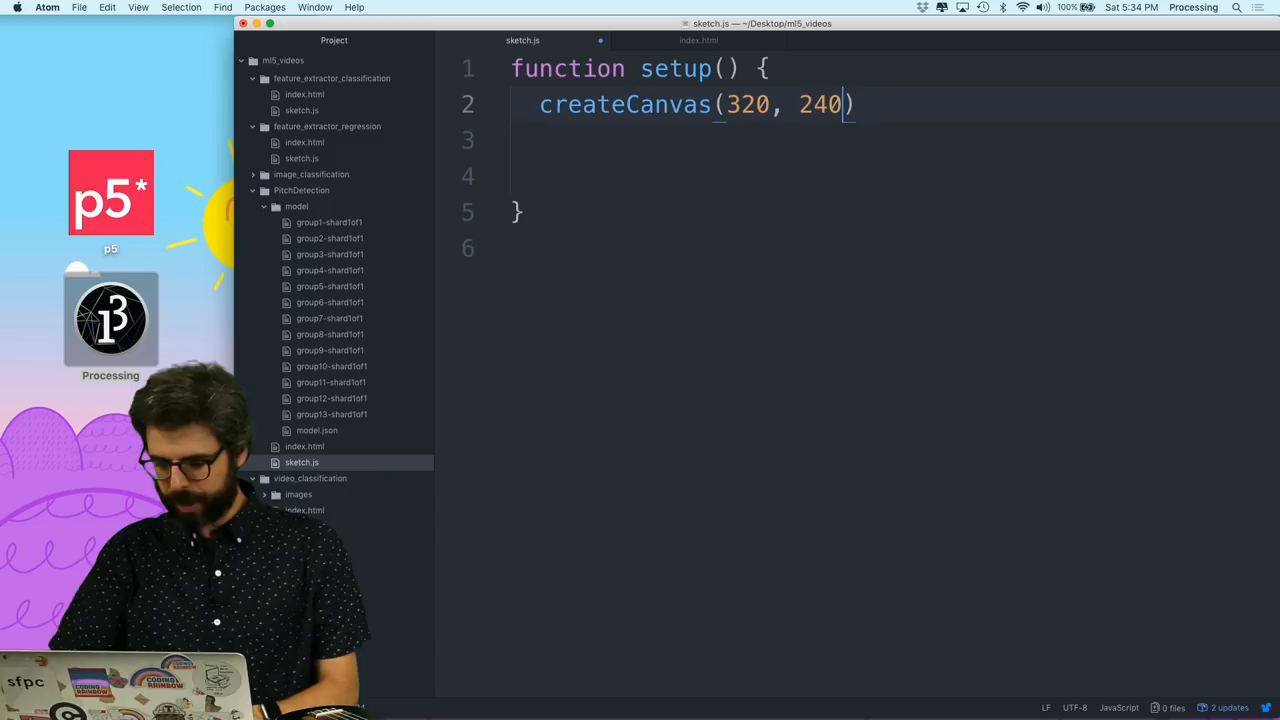 Atom File Edit View Selection Find Packages Window Help 100% Sat 5:34 PM Processing
sketch.js — ~/Desktop/ml5_videos
Project
sketch.js
index.html
ml5_videos
feature_extractor_classification
index.html
sketch.js
feature_extractor_regression
index.html
sketch.js
image_classification
PitchDetection
model
group1-shard1of1
group2-shard1of1
group3-shard1of1
group4-shard1of1
group5-shard1of1
group6-shard1of1
group7-shard1of1
group8-shard1of1
group9-shard1of1
group10-shard1of1
group11-shard1of1
group12-shard1of1
group13-shard1of1
model.json
index.html
sketch.js
video_classification
images
index.html
1 function setup() {
2 createCanvas(320, 240)
3
4
5 }
6
p5*
p5
Processing
sfpc
CODING RAINBOW
CODING RAINBOW
LF UTF-8 JavaScript 0 files 2 updates